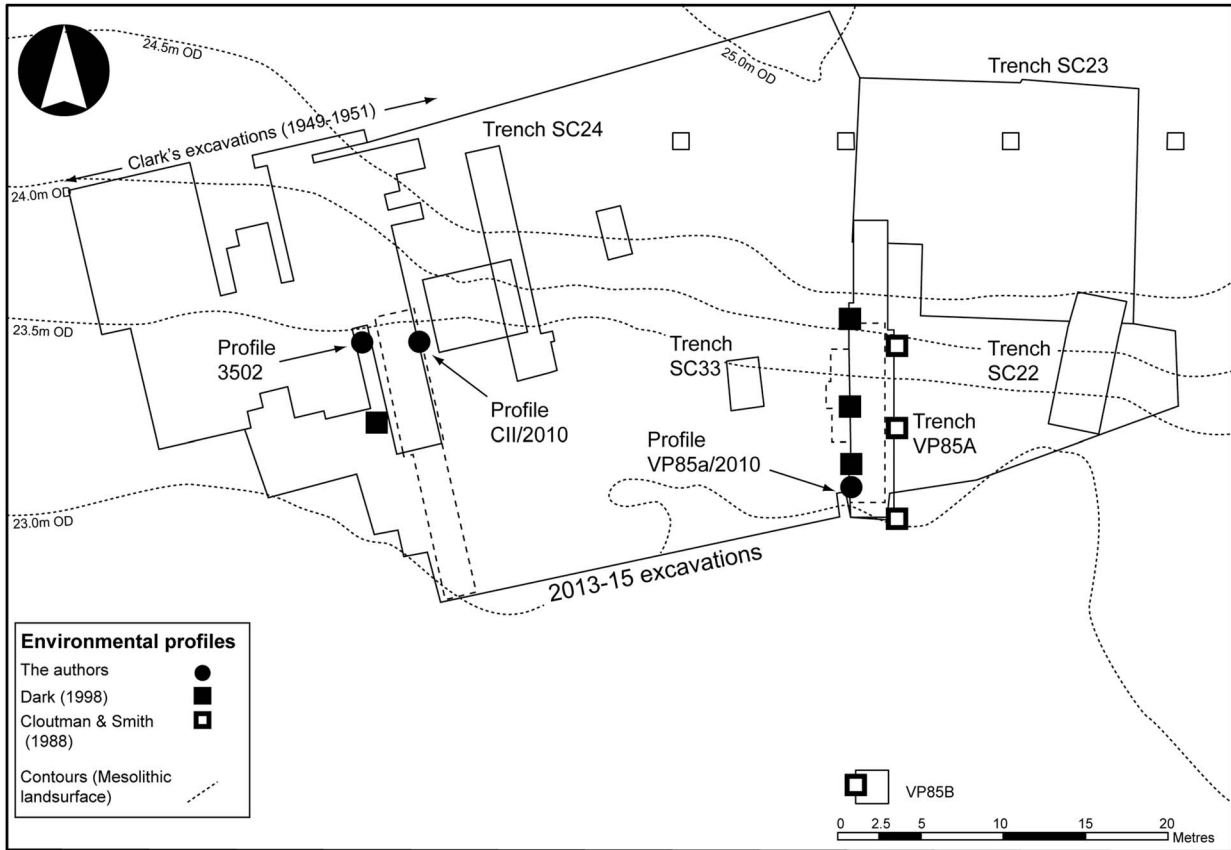 24.5m OD
25.0m OD
Trench SC23
Clark's excavations (1949-1951)
Trench SC24
24.0m OD
23.5m OD
Profile
3502
Profile
CII/2010
Trench
SC33
Trench
SC22
Trench
VP85A
Profile
VP85a/2010
23.0m OD
2013-15 excavations
Environmental profiles
The authors
Dark (1998)
Cloutman & Smith
(1988)
Contours (Mesolithic
landsurface)
VP85B
0 2.5 5 10 15 20
Metres